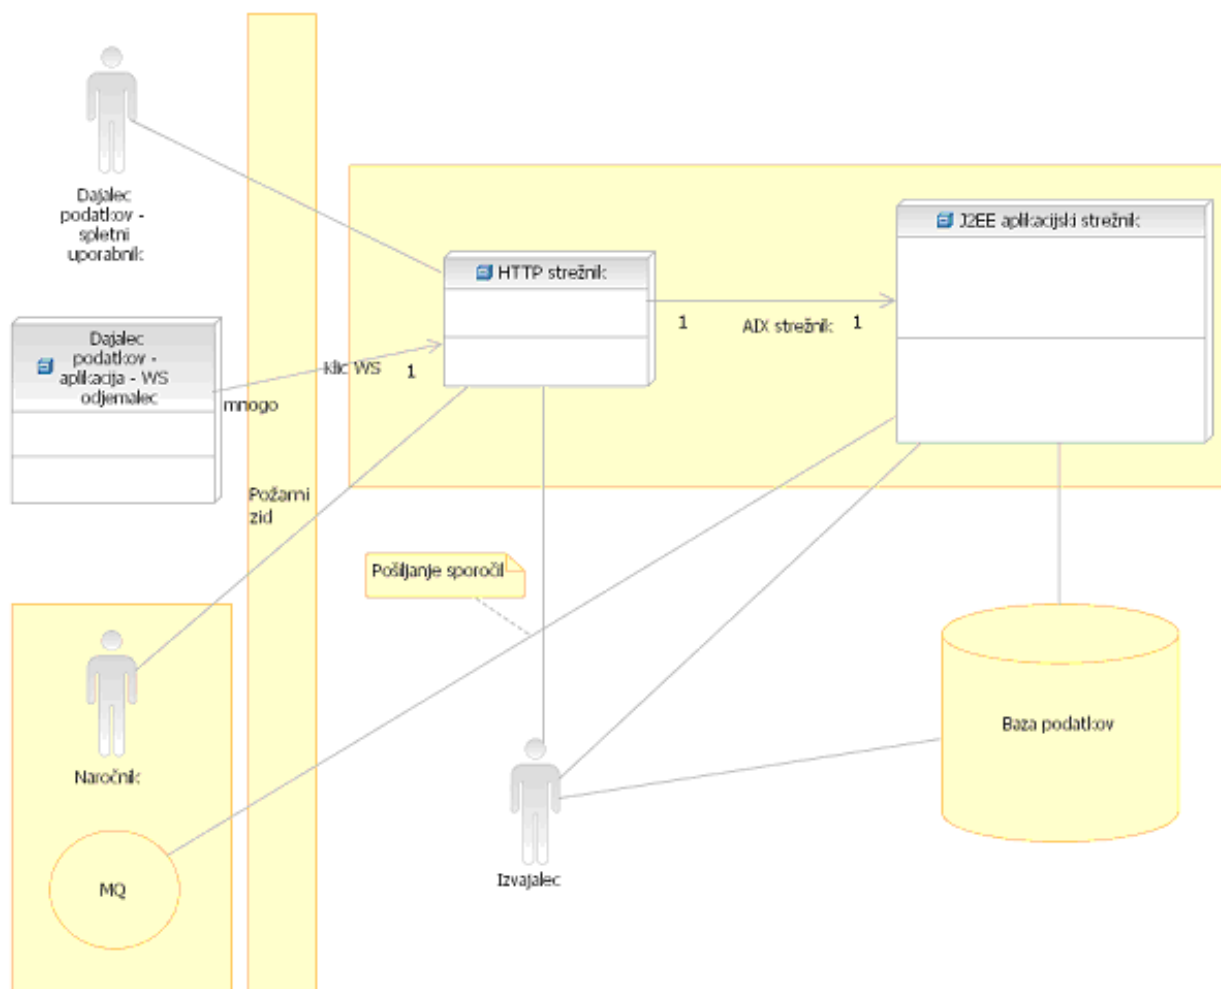 Dajalec
podatkov -
spletni
uporabnik
J2EE aplikacijski strežnik
HTTP strežnik
Dajalec
podatkov -
aplikacija - WS
odjemalec
1
AIX strežnik
1
klic WS
1
mnogo
Požarni
zid
Pošiljanje sporočil
Naročnik
Baza podatkov
Izvajalec
MQ